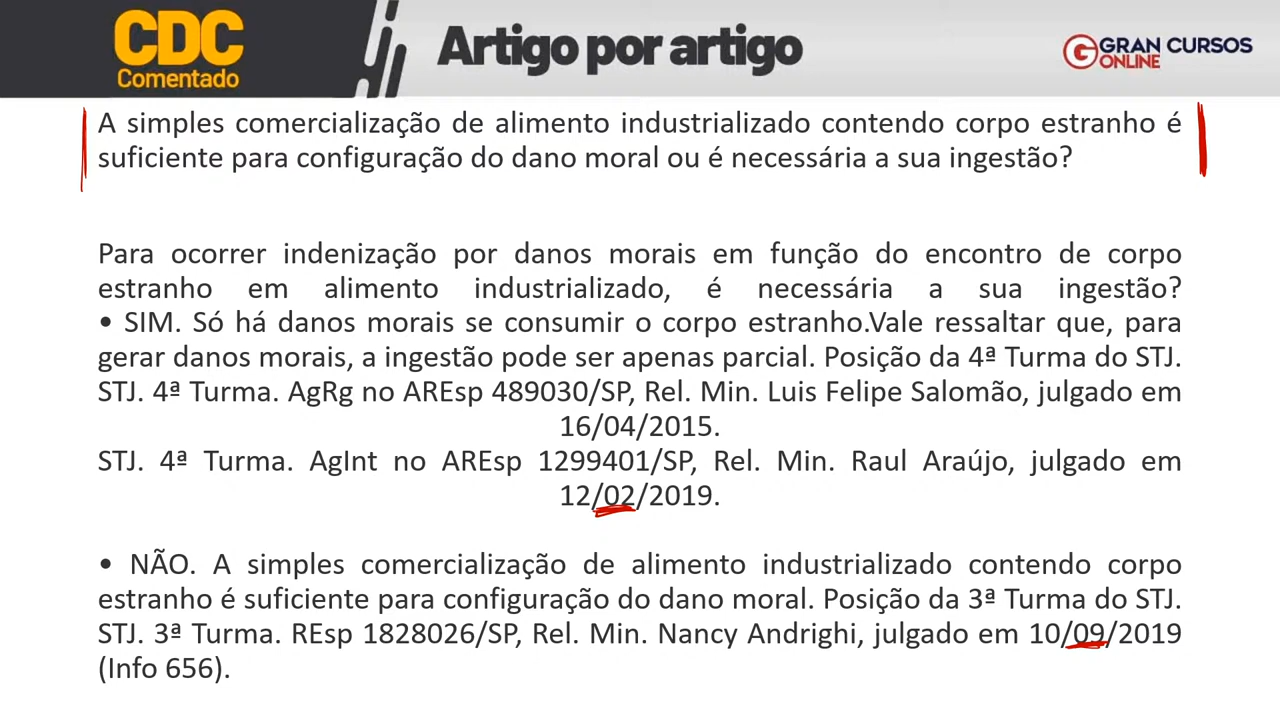 CDC
Comentado
Artigo por artigo
GRAN CURSOS
ONLINE
A simples comercialização de alimento industrializado contendo corpo estranho é
suficiente para configuração do dano moral ou é necessária a sua ingestão?
Para ocorrer indenização por danos morais em função do encontro de corpo
estranho em alimento industrializado, é necessária a sua ingestão?
• SIM. Só há danos morais se consumir o corpo estranho.Vale ressaltar que, para
gerar danos morais, a ingestão pode ser apenas parcial. Posição da 4ª Turma do STJ.
STJ. 4ª Turma. AgRg no AREsp 489030/SP, Rel. Min. Luis Felipe Salomão, julgado em
16/04/2015.
STJ. 4ª Turma. AgInt no AREsp 1299401/SP, Rel. Min. Raul Araújo, julgado em
12/02/2019.
• NÃO. A simples comercialização de alimento industrializado contendo corpo
estranho é suficiente para configuração do dano moral. Posição da 3ª Turma do STJ.
STJ. 3ª Turma. REsp 1828026/SP, Rel. Min. Nancy Andrighi, julgado em 10/09/2019
(Info 656).